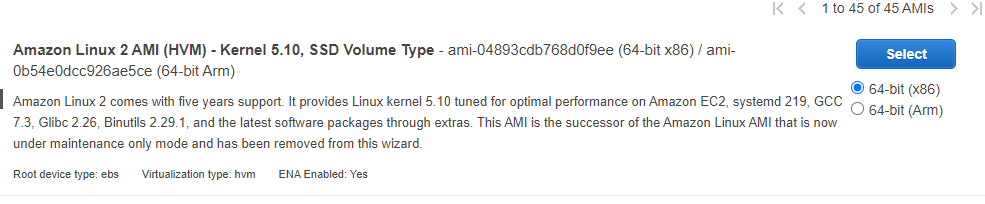 1 to 45 of 45 AMIs
Amazon Linux 2 AMI (HVM) - Kernel 5.10, SSD Volume Type - ami-04893cdb768d0f9ee (64-bit x86) / ami-
0b54e0dcc926ae5ce (64-bit Arm)
Select
64-bit (x86)
64-bit (Arm)
Amazon Linux 2 comes with five years support. It provides Linux kernel 5.10 tuned for optimal performance on Amazon EC2, systemd 219, GCC
7.3, Glibc 2.26, Binutils 2.29.1, and the latest software packages through extras. This AMI is the successor of the Amazon Linux AMI that is now
under maintenance only mode and has been removed from this wizard.
Root device type: ebs Virtualization type: hvm ENA Enabled: Yes